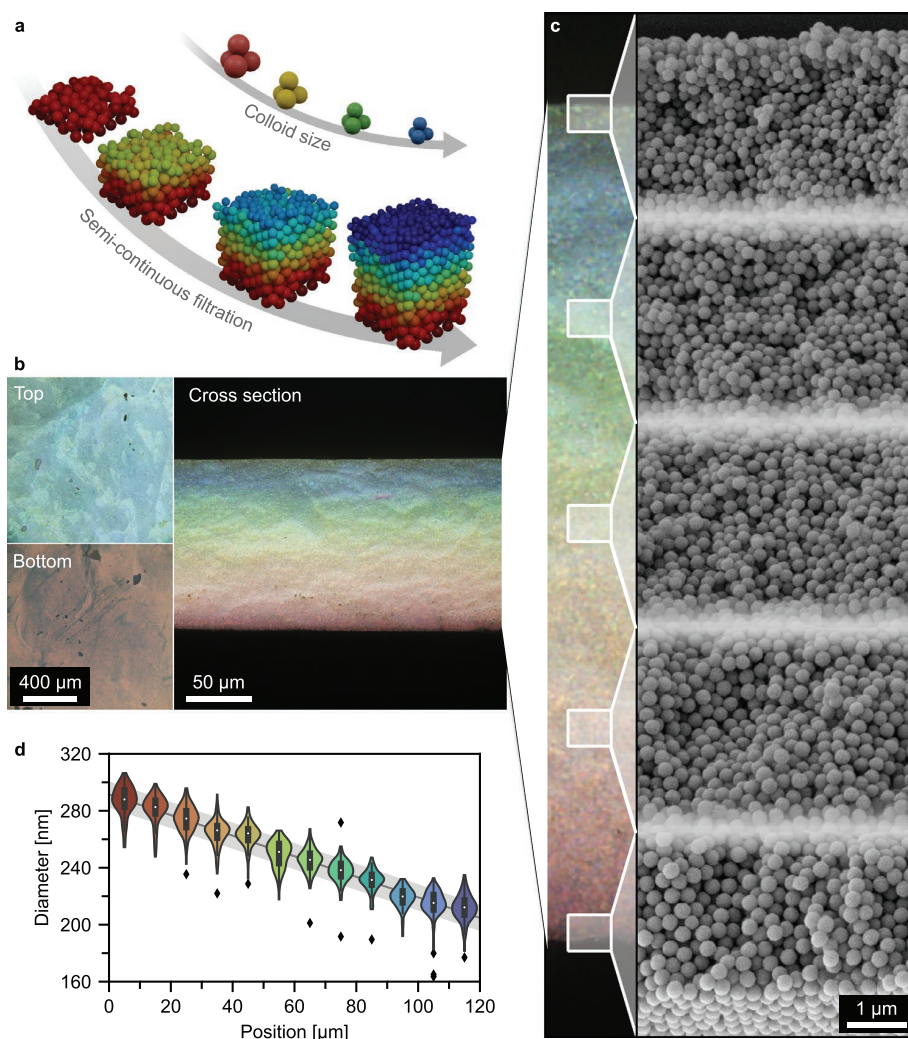 a
Colloid size
Semi-continuous filtration
b
Top
Cross section
Bottom
400 µm
50 µm
c
1 µm
d
320
280
240
200
160
Diameter [nm]
0
20
40
60
80
100
120
Position [µm]